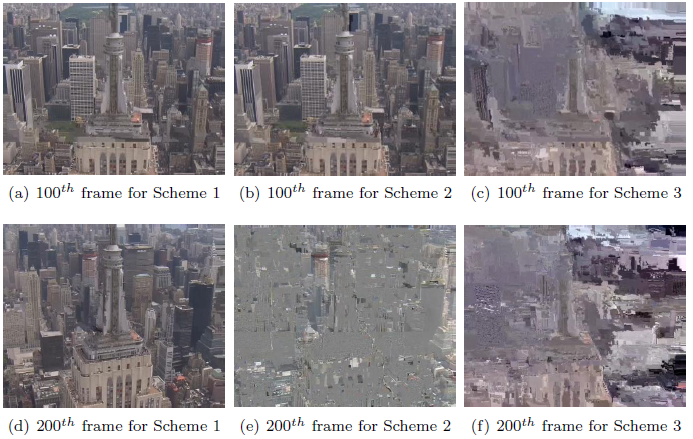 (a) 100th frame for Scheme 1
(b) 100th frame for Scheme 2
(c) 100th frame for Scheme 3
(d) 200th frame for Scheme 1
(e) 200th frame for Scheme 2
(f) 200th frame for Scheme 3